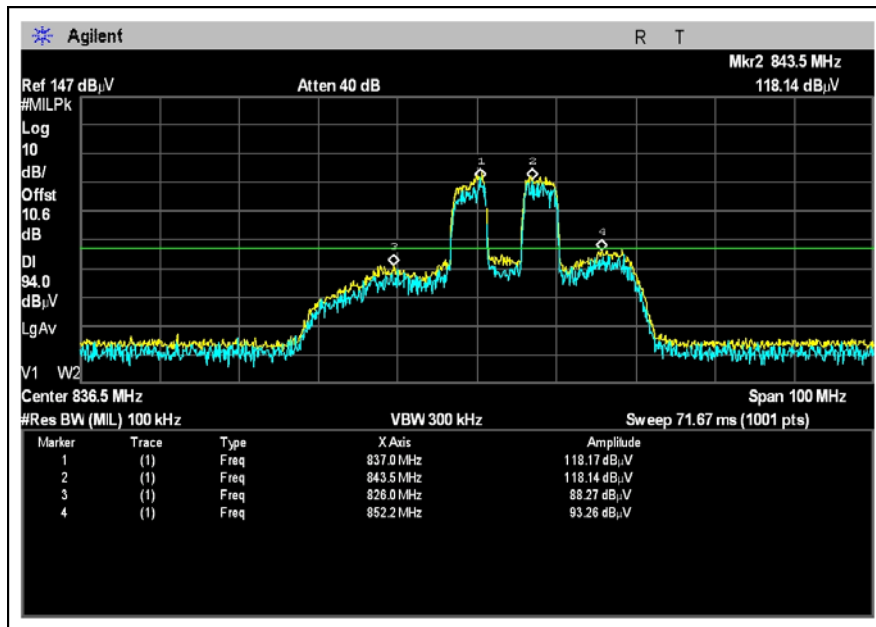 Agilent R T
Mkr2 843.5 MHz
Ref 147 dBµV Atten 40 dB 118.14 dBµV
#MILPk
Log
10
dB/
Offst
10.6
dB
DI
94.0
dBµV
LgAv
V1 W2
1 2
3 4
Center 836.5 MHz Span 100 MHz
#Res BW (MIL) 100 kHz VBW 300 kHz Sweep 71.67 ms (1001 pts)
Marker Trace Type X Axis Amplitude
1 (1) Freq 837.0 MHz 118.17 dBµV
2 (1) Freq 843.5 MHz 118.14 dBµV
3 (1) Freq 826.0 MHz 88.27 dBµV
4 (1) Freq 852.2 MHz 93.26 dBµV